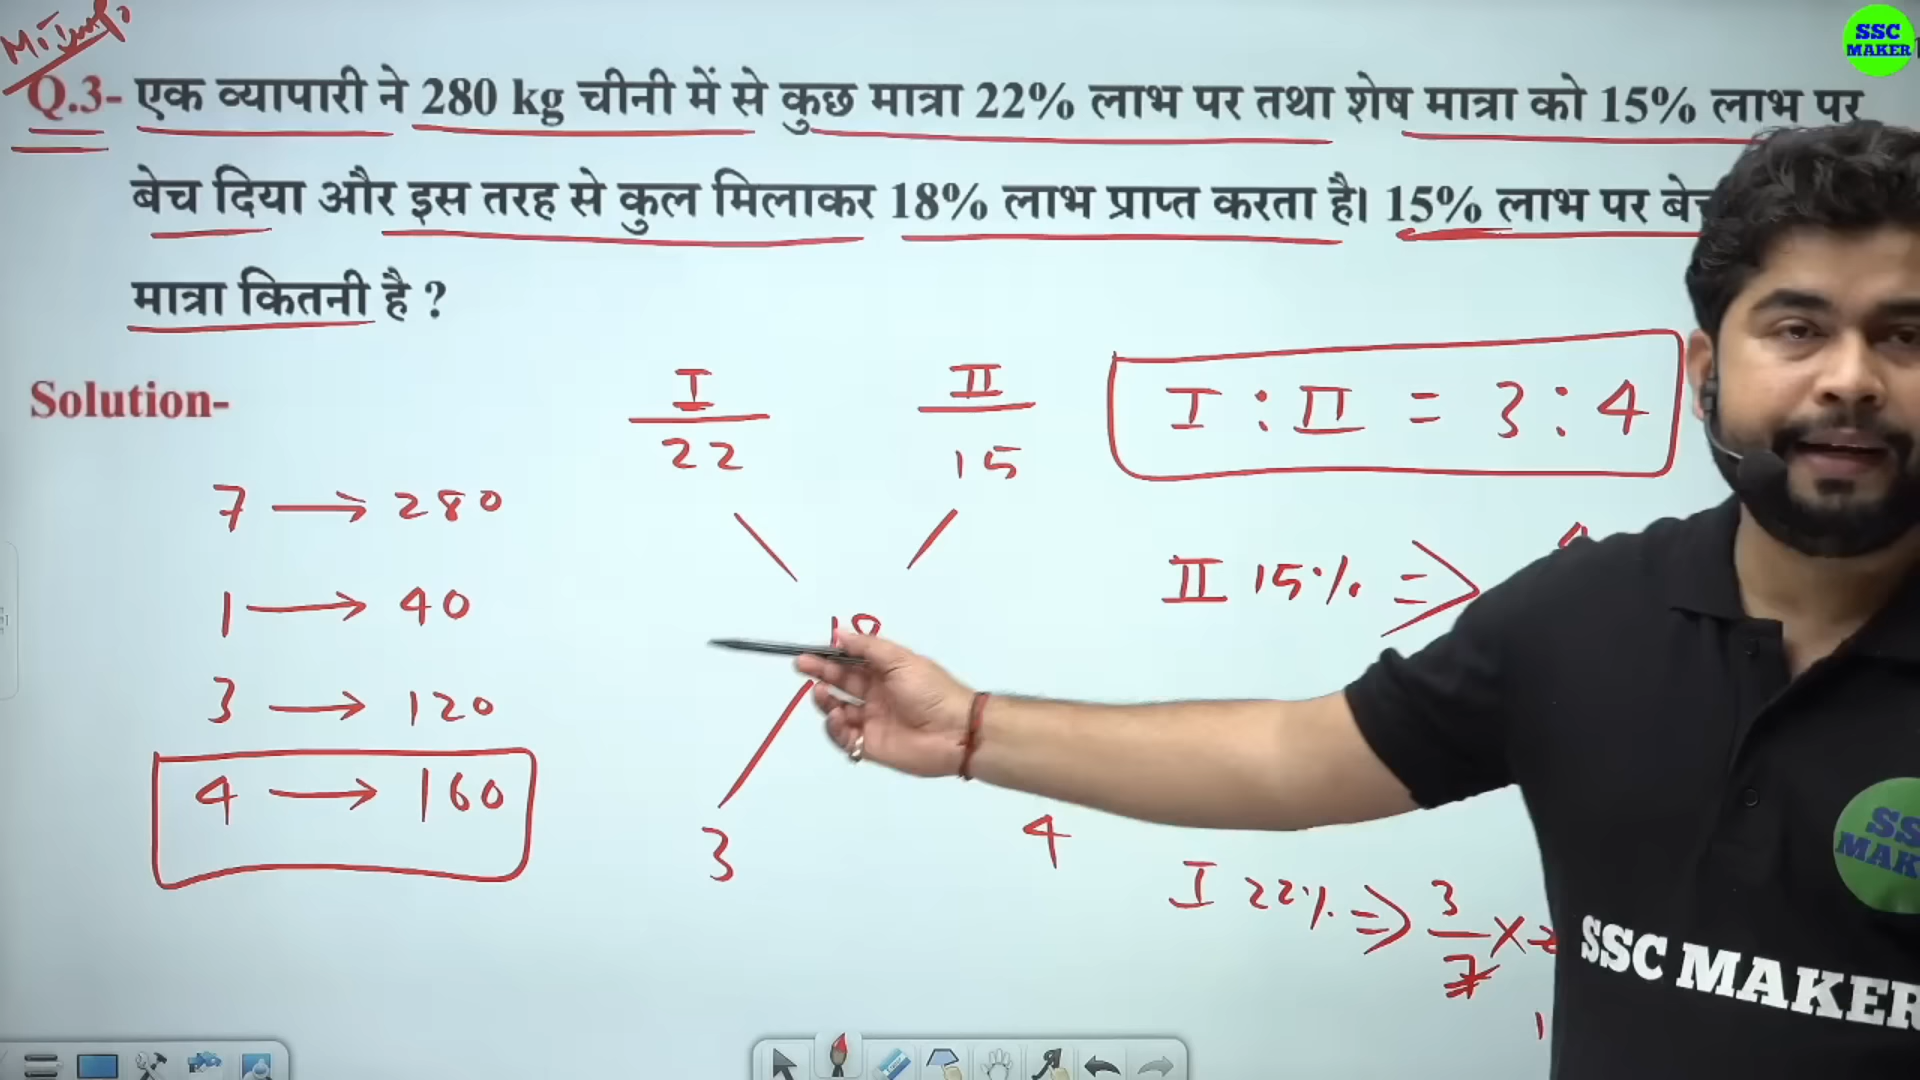 SSC
MAKER
Q.3- एक व्यापारी ने 280 kg चीनी में से कुछ मात्रा 22% लाभ पर तथा शेष मात्रा को 15% लाभ पर
बेच दिया और इस तरह से कुल मिलाकर 18% लाभ प्राप्त करता है। 15% लाभ पर
मात्रा कितनी है ?
Solution-
I II
22 15
I : II = 3 : 4
7 → 280
1 → 40
3 → 120
4 → 160
18
3 4
II 15% ⇒
I 22% ⇒ 3/7 ×
SSC MAKER